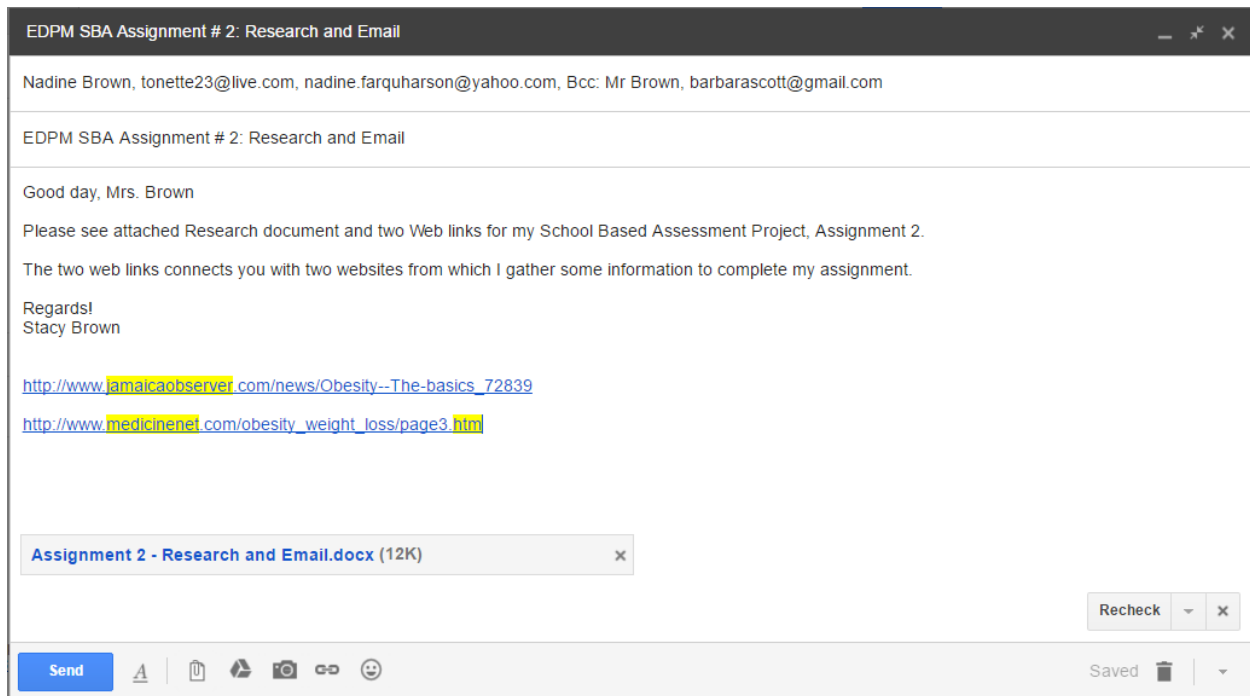 EDPM SBA Assignment # 2: Research and Email
Nadine Brown, tonette23@live.com, nadine.farquharson@yahoo.com, Bcc: Mr Brown, barbarascott@gmail.com
EDPM SBA Assignment # 2: Research and Email
Good day, Mrs. Brown
Please see attached Research document and two Web links for my School Based Assessment Project, Assignment 2.
The two web links connects you with two websites from which I gather some information to complete my assignment.
Regards!
Stacy Brown
http://www.jamaicaobserver.com/news/Obesity--The-basics_72839
http://www.medicinenet.com/obesity_weight_loss/page3.htm
Assignment 2 - Research and Email.docx (12K)
Recheck
Send A Saved